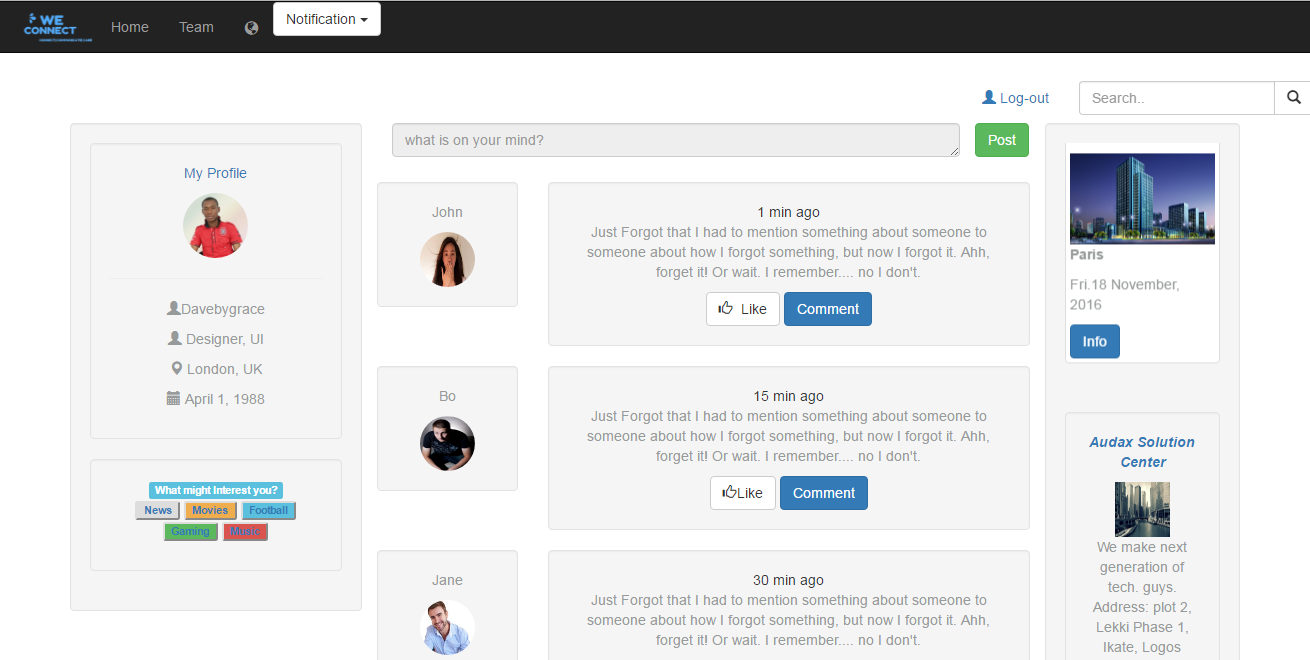 WE
CONNECT
Home
Team
Notification
Log-out
Search..
My Profile
Davebygrace
Designer, UI
London, UK
April 1, 1988
What might Interest you?
News Movies Football
Gaming Music
what is on your mind?
Post
John
1 min ago
Just Forgot that I had to mention something about someone to
someone about how I forgot something, but now I forgot it. Ahh,
forget it! Or wait. I remember.... no I don't.
Like
Comment
Bo
15 min ago
Just Forgot that I had to mention something about someone to
someone about how I forgot something, but now I forgot it. Ahh,
forget it! Or wait. I remember.... no I don't.
Like
Comment
Jane
30 min ago
Just Forgot that I had to mention something about someone to
someone about how I forgot something, but now I forgot it. Ahh,
forget it! Or wait. I remember.... no I don't.
Paris
Fri.18 November,
2016
Info
Audax Solution
Center
We make next
generation of
tech. guys.
Address: plot 2,
Lekki Phase 1,
Ikate, Logos